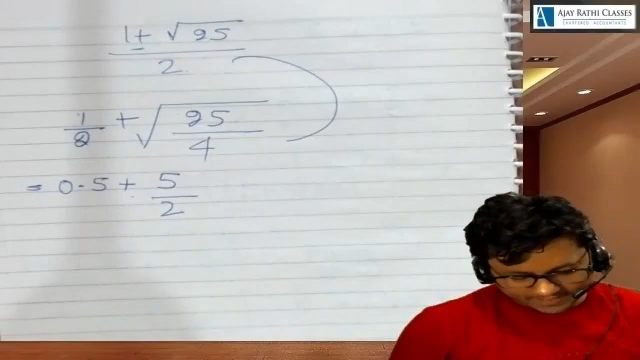 AJAY RATHI CLASSES
CHARTERED ACCOUNTANTS
1 ± √25
2
1/2 + √25/4
= 0.5 + 5/2